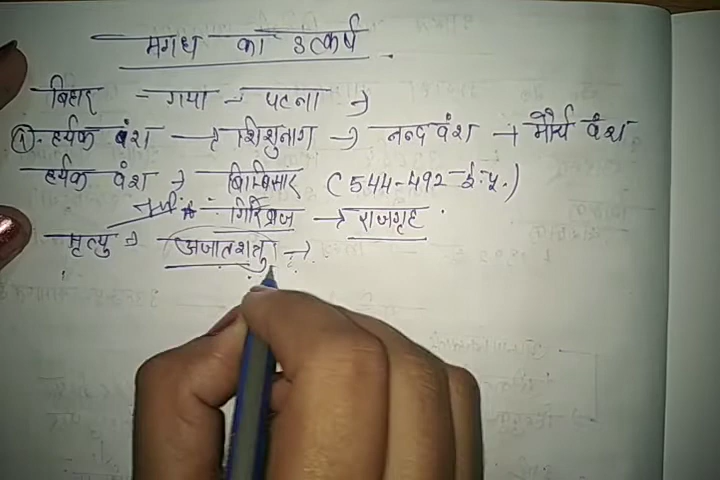 मगध का उत्कर्ष .
बिहार - गया - पटना →
(1). हर्यक वंश → शिशुनाग → नन्द वंश → मौर्य वंश
हर्यक वंश → बिम्बिसार (544-492 ई.पू.)
गिरिव्रज → राजगृह
मृत्यु → अजातशत्रु →